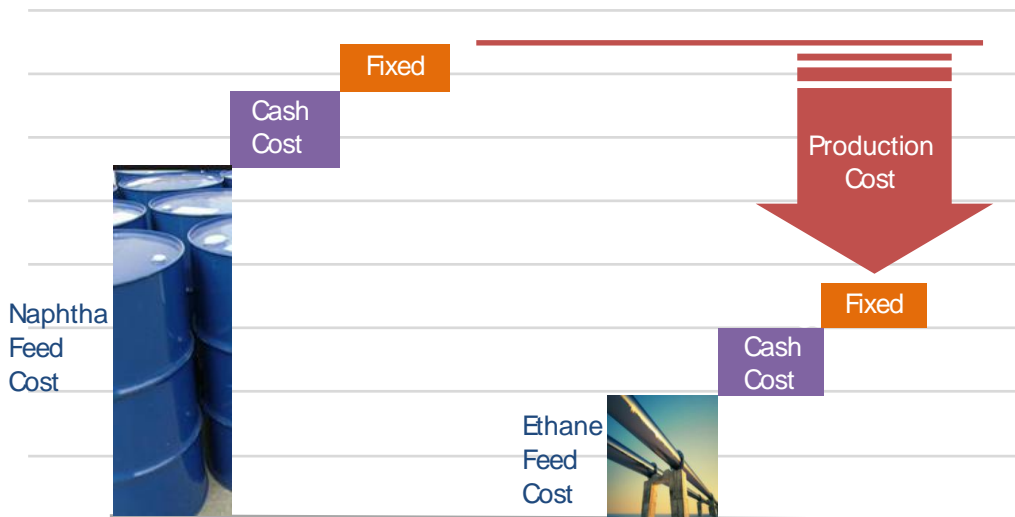 Fixed
Cash
Cost
Production
Cost
Naphtha
Feed
Cost
Fixed
Cash
Cost
Ethane
Feed
Cost